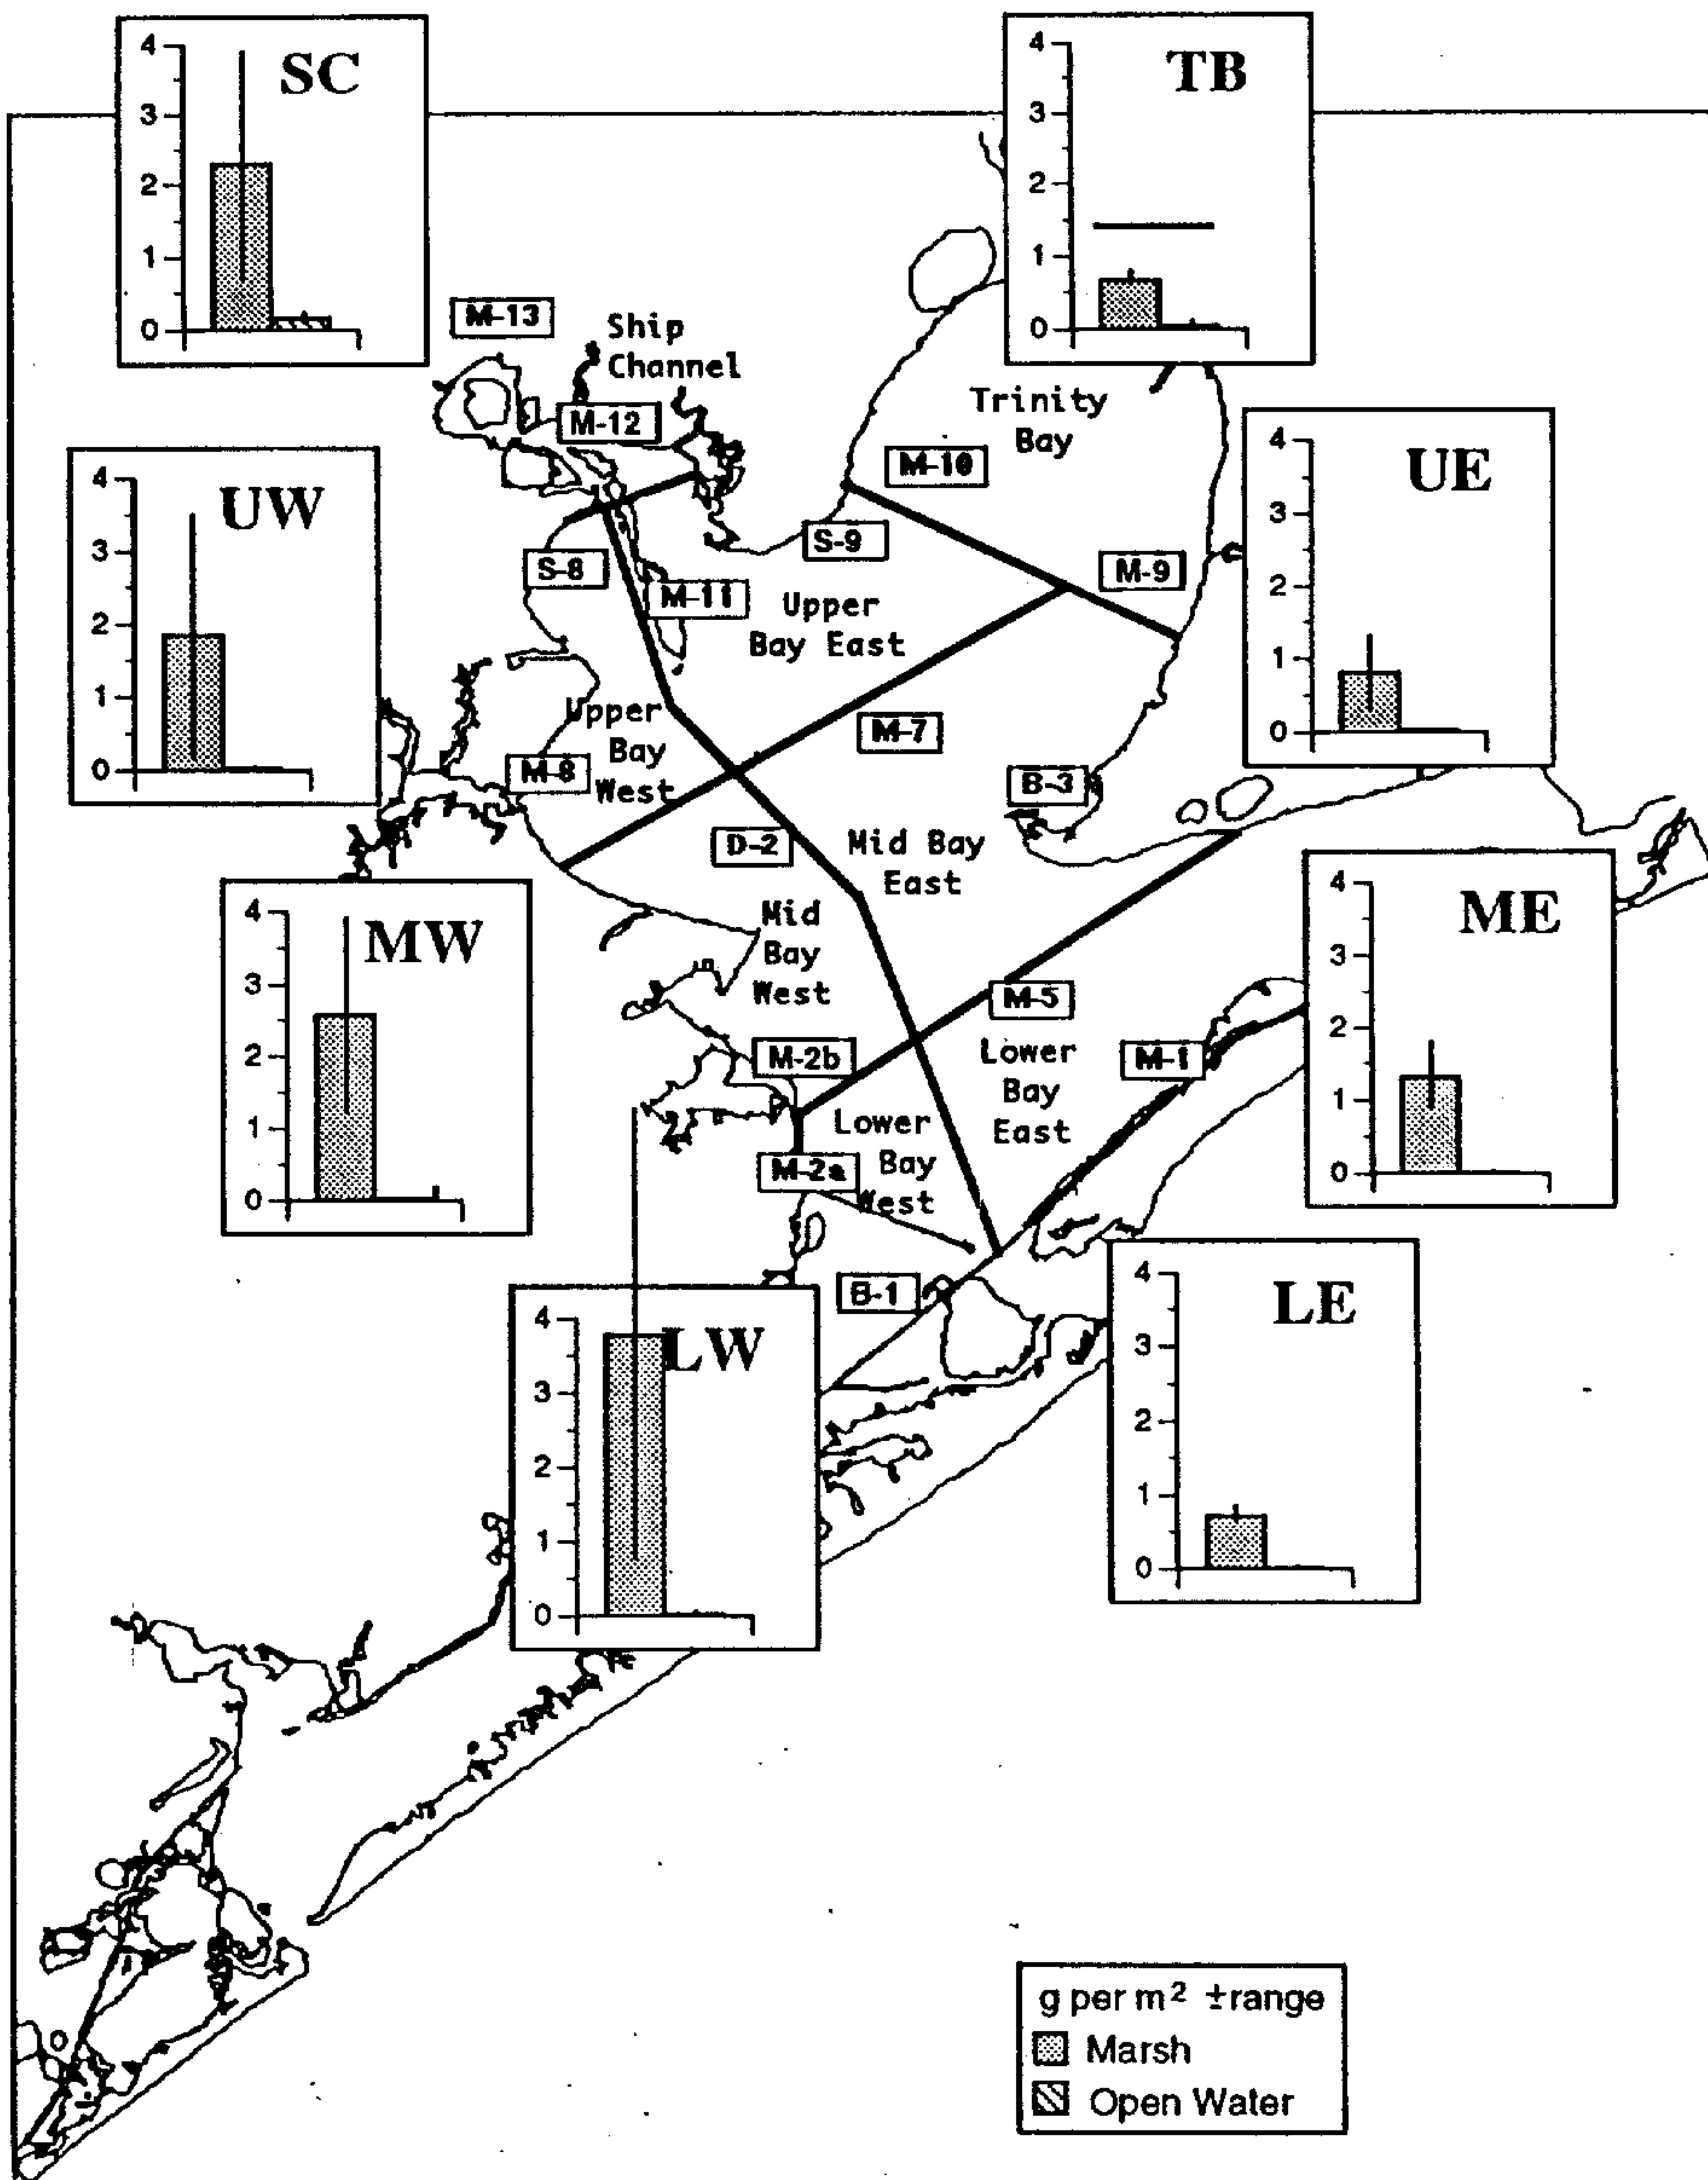 SC
4
3
2
1
0
TB
4
3
2
1
0
M-13
Ship
Channel
M-12
Trinity
Bay
M-10
UW
4
3
2
1
0
UE
4
3
2
1
0
S-8
S-9
M-9
M-11
Upper
Bay East
Upper
Bay
West
M-8
M-7
B-3
D-2
Mid Bay
East
MW
4
3
2
1
0
Mid
Bay
West
ME
4
3
2
1
0
M-5
M-2b
Lower
Bay
East
M-1
Lower
Bay
West
M-2a
B-1
LW
4
3
2
1
0
LE
4
3
2
1
0
g per m² ±range
Marsh
Open Water